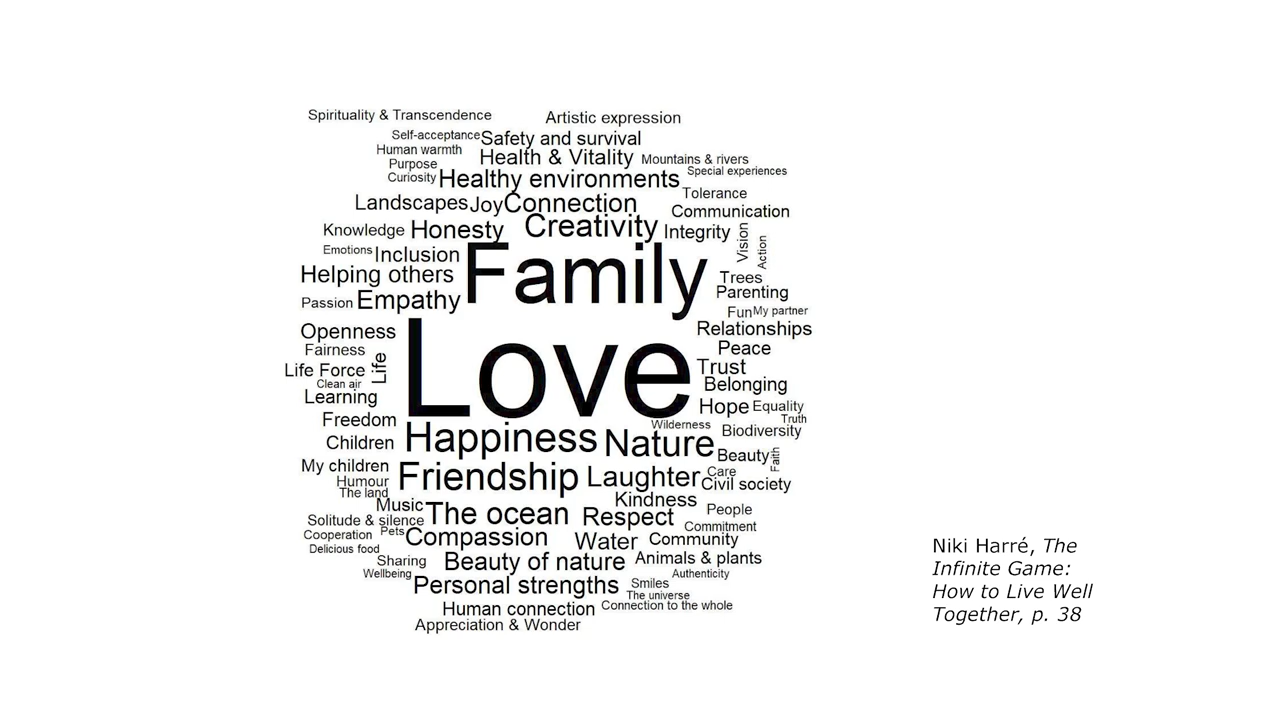 Spirituality & Transcendence
Artistic expression
Self-acceptance
Safety and survival
Human warmth
Health & Vitality
Mountains & rivers
Purpose
Special experiences
Curiosity
Healthy environments
Tolerance
Landscapes
Joy
Connection
Communication
Knowledge
Honesty
Creativity
Integrity
Vision
Action
Emotions
Inclusion
Family
Helping others
Trees
Parenting
Passion
Empathy
Fun
My partner
Openness
Relationships
Fairness
Peace
Life Force
Life
Love
Trust
Clean air
Belonging
Learning
Hope
Equality
Truth
Freedom
Wilderness
Biodiversity
Children
Happiness
Nature
Beauty
Faith
My children
Friendship
Laughter
Care
Humour
Civil society
The land
Kindness
Music
The ocean
Respect
People
Solitude & silence
Commitment
Cooperation
Pets
Compassion
Water
Community
Delicious food
Sharing
Beauty of nature
Animals & plants
Wellbeing
Authenticity
Personal strengths
Smiles
The universe
Human connection
Connection to the whole
Appreciation & Wonder
Niki Harré, The
Infinite Game:
How to Live Well
Together, p. 38